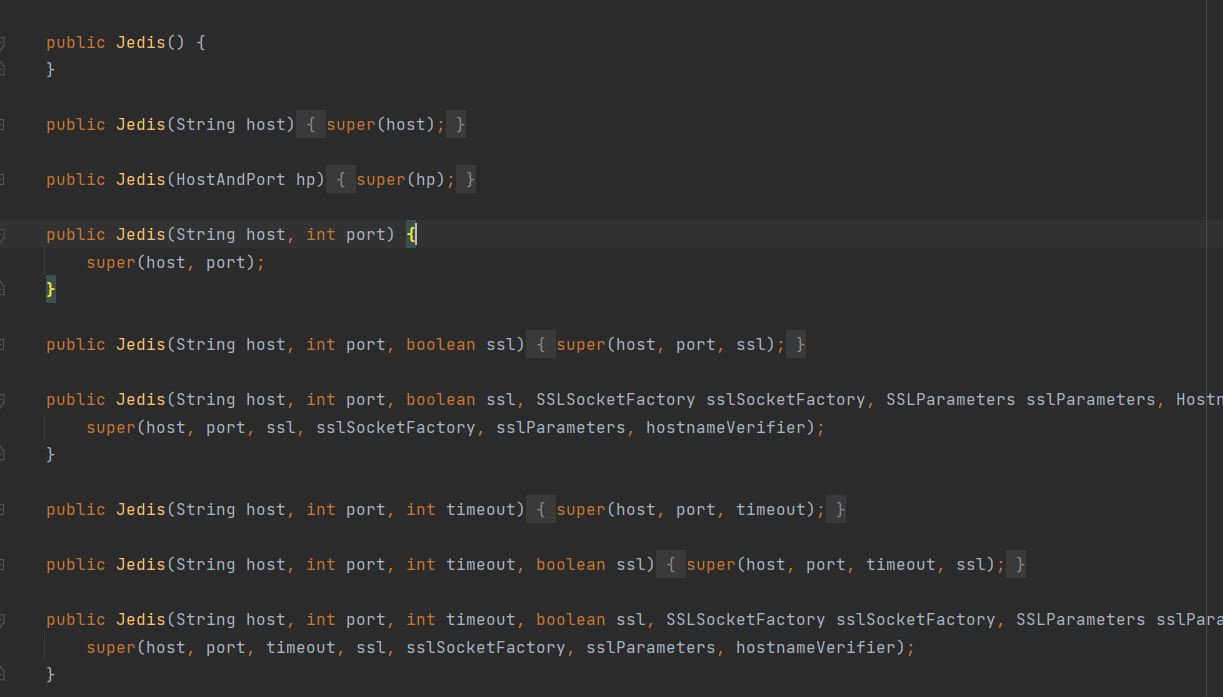 public Jedis() {
}
public Jedis(String host) { super(host); }
public Jedis(HostAndPort hp) { super(hp); }
public Jedis(String host, int port) {
super(host, port);
}
public Jedis(String host, int port, boolean ssl) { super(host, port, ssl); }
public Jedis(String host, int port, boolean ssl, SSLSocketFactory sslSocketFactory, SSLParameters sslParameters,
super(host, port, ssl, sslSocketFactory, sslParameters, hostnameVerifier);
}
public Jedis(String host, int port, int timeout) { super(host, port, timeout); }
public Jedis(String host, int port, int timeout, boolean ssl) { super(host, port, timeout, ssl); }
public Jedis(String host, int port, int timeout, boolean ssl, SSLSocketFactory sslSocketFactory, SSLParameters
super(host, port, timeout, ssl, sslSocketFactory, sslParameters, hostnameVerifier);
}